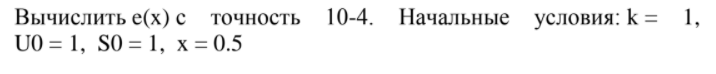 Вычислить e(x) с точность 10-4. Начальные условия: k = 1,
U0 = 1, S0 = 1, x = 0.5